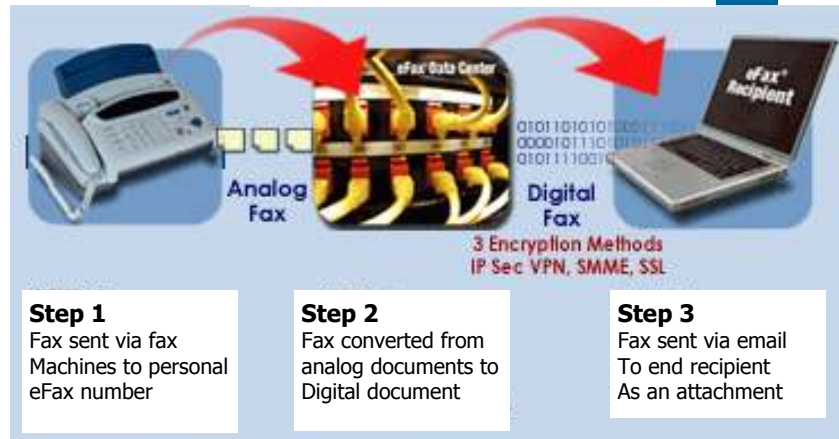 eFax Data Center
eFax® Recipient
Analog
Fax
Digital
Fax
3 Encryption Methods
IP Sec VPN, SMME, SSL
Step 1
Fax sent via fax
Machines to personal
eFax number
Step 2
Fax converted from
analog documents to
Digital document
Step 3
Fax sent via email
To end recipient
As an attachment